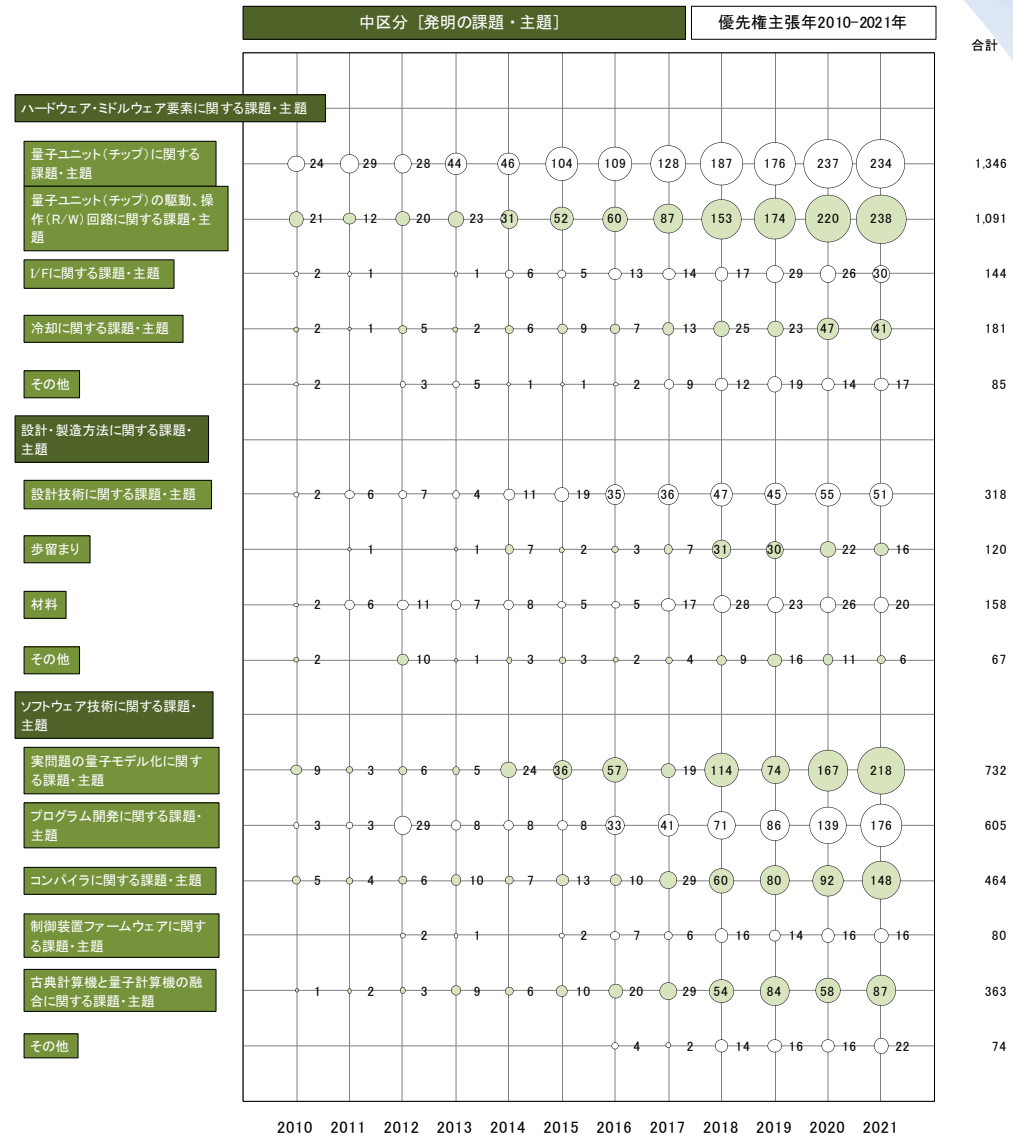 中区分 [発明の課題・主題]
優先権主張年2010-2021年
合計
ハードウェア・ミドルウェア要素に関する課題・主題
量子ユニット(チップ)に関する
課題・主題
24 29 28 44 46 104 109 128 187 176 237 234 1,346
量子ユニット(チップ)の駆動、操
作(R/W)回路に関する課題・主
題
21 12 20 23 31 52 60 87 153 174 220 238 1,091
I/Fに関する課題・主題
2 1 1 6 5 13 14 17 29 26 30 144
冷却に関する課題・主題
2 1 5 2 6 9 7 13 25 23 47 41 181
その他
2 3 5 1 1 2 9 12 19 14 17 85
設計・製造方法に関する課題・
主題
設計技術に関する課題・主題
2 6 7 4 11 19 35 36 47 45 55 51 318
歩留まり
1 1 7 2 3 7 31 30 22 16 120
材料
2 6 11 7 8 5 5 17 28 23 26 20 158
その他
2 10 1 3 3 2 4 9 16 11 6 67
ソフトウェア技術に関する課題・
主題
実問題の量子モデル化に関す
る課題・主題
9 3 6 5 24 36 57 19 114 74 167 218 732
プログラム開発に関する課題・
主題
3 3 29 8 8 8 33 41 71 86 139 176 605
コンパイラに関する課題・主題
5 4 6 10 7 13 10 29 60 80 92 148 464
制御装置ファームウェアに関す
る課題・主題
2 1 2 7 6 16 14 16 16 80
古典計算機と量子計算機の融
合に関する課題・主題
1 2 3 9 6 10 20 29 54 84 58 87 363
その他
4 2 14 16 16 22 74
2010 2011 2012 2013 2014 2015 2016 2017 2018 2019 2020 2021